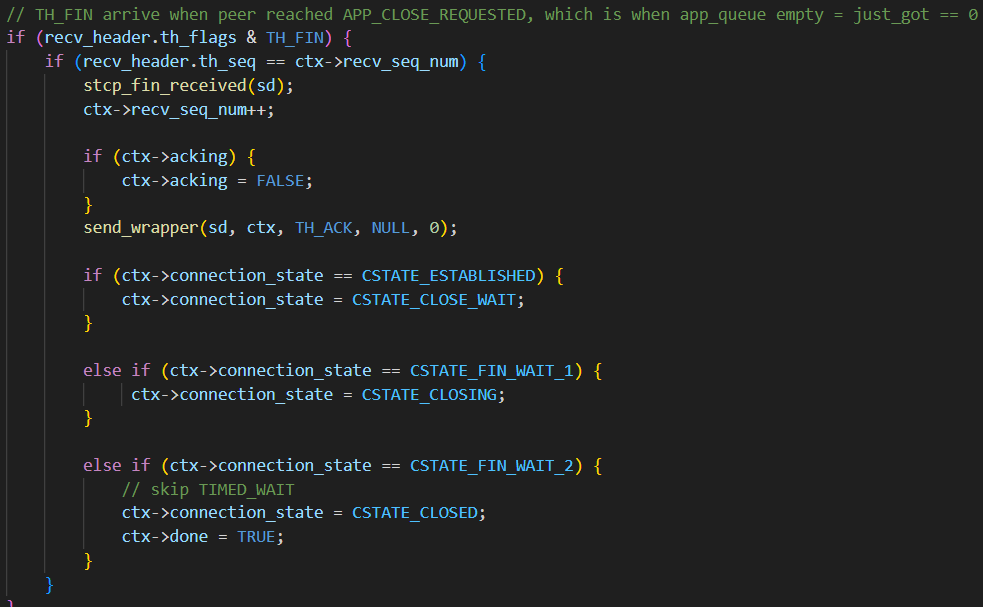 // TH_FIN arrive when peer reached APP_CLOSE_REQUESTED, which is when app_queue empty = just_got == 0
if (recv_header.th_flags & TH_FIN) {
    if (recv_header.th_seq == ctx->recv_seq_num) {
        stcp_fin_received(sd);
        ctx->recv_seq_num++;

        if (ctx->acking) {
            ctx->acking = FALSE;
        }
        send_wrapper(sd, ctx, TH_ACK, NULL, 0);

        if (ctx->connection_state == CSTATE_ESTABLISHED) {
            ctx->connection_state = CSTATE_CLOSE_WAIT;
        }

        else if (ctx->connection_state == CSTATE_FIN_WAIT_1) {
             ctx->connection_state = CSTATE_CLOSING;
        }

        else if (ctx->connection_state == CSTATE_FIN_WAIT_2) {
            // skip TIMED_WAIT
            ctx->connection_state = CSTATE_CLOSED;
            ctx->done = TRUE;
        }
    }
}